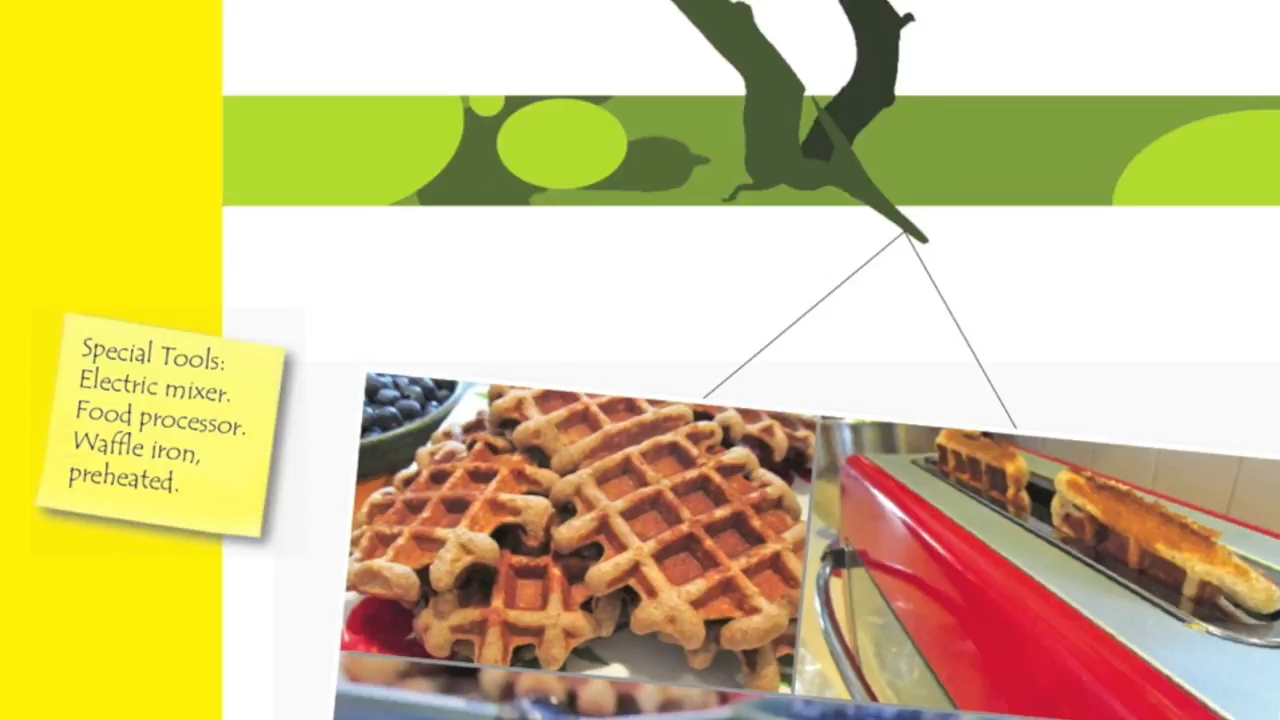 Special Tools:
Electric mixer.
Food processor.
Waffle iron,
preheated.